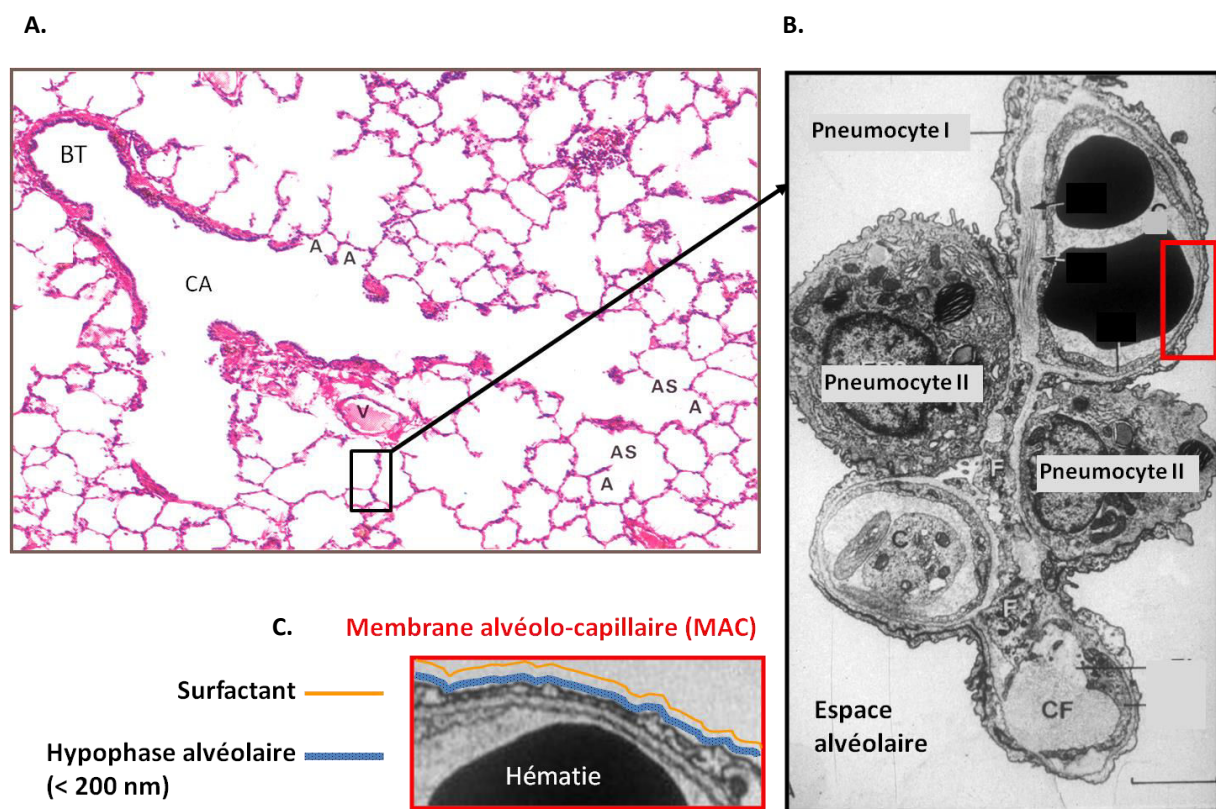 A.
B.
BT
CA
A
A
V
AS
A
AS
A
Pneumocyte I
Pneumocyte II
Pneumocyte II
F
C
F
CF
Espace
alvéolaire
C.
Membrane alvéolo-capillaire (MAC)
Surfactant
Hypophase alvéolaire
(< 200 nm)
Hématie